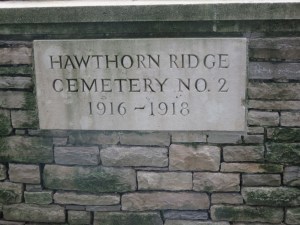 HAWTHORN RIDGE
CEMETERY NO. 2
1916 - 1918